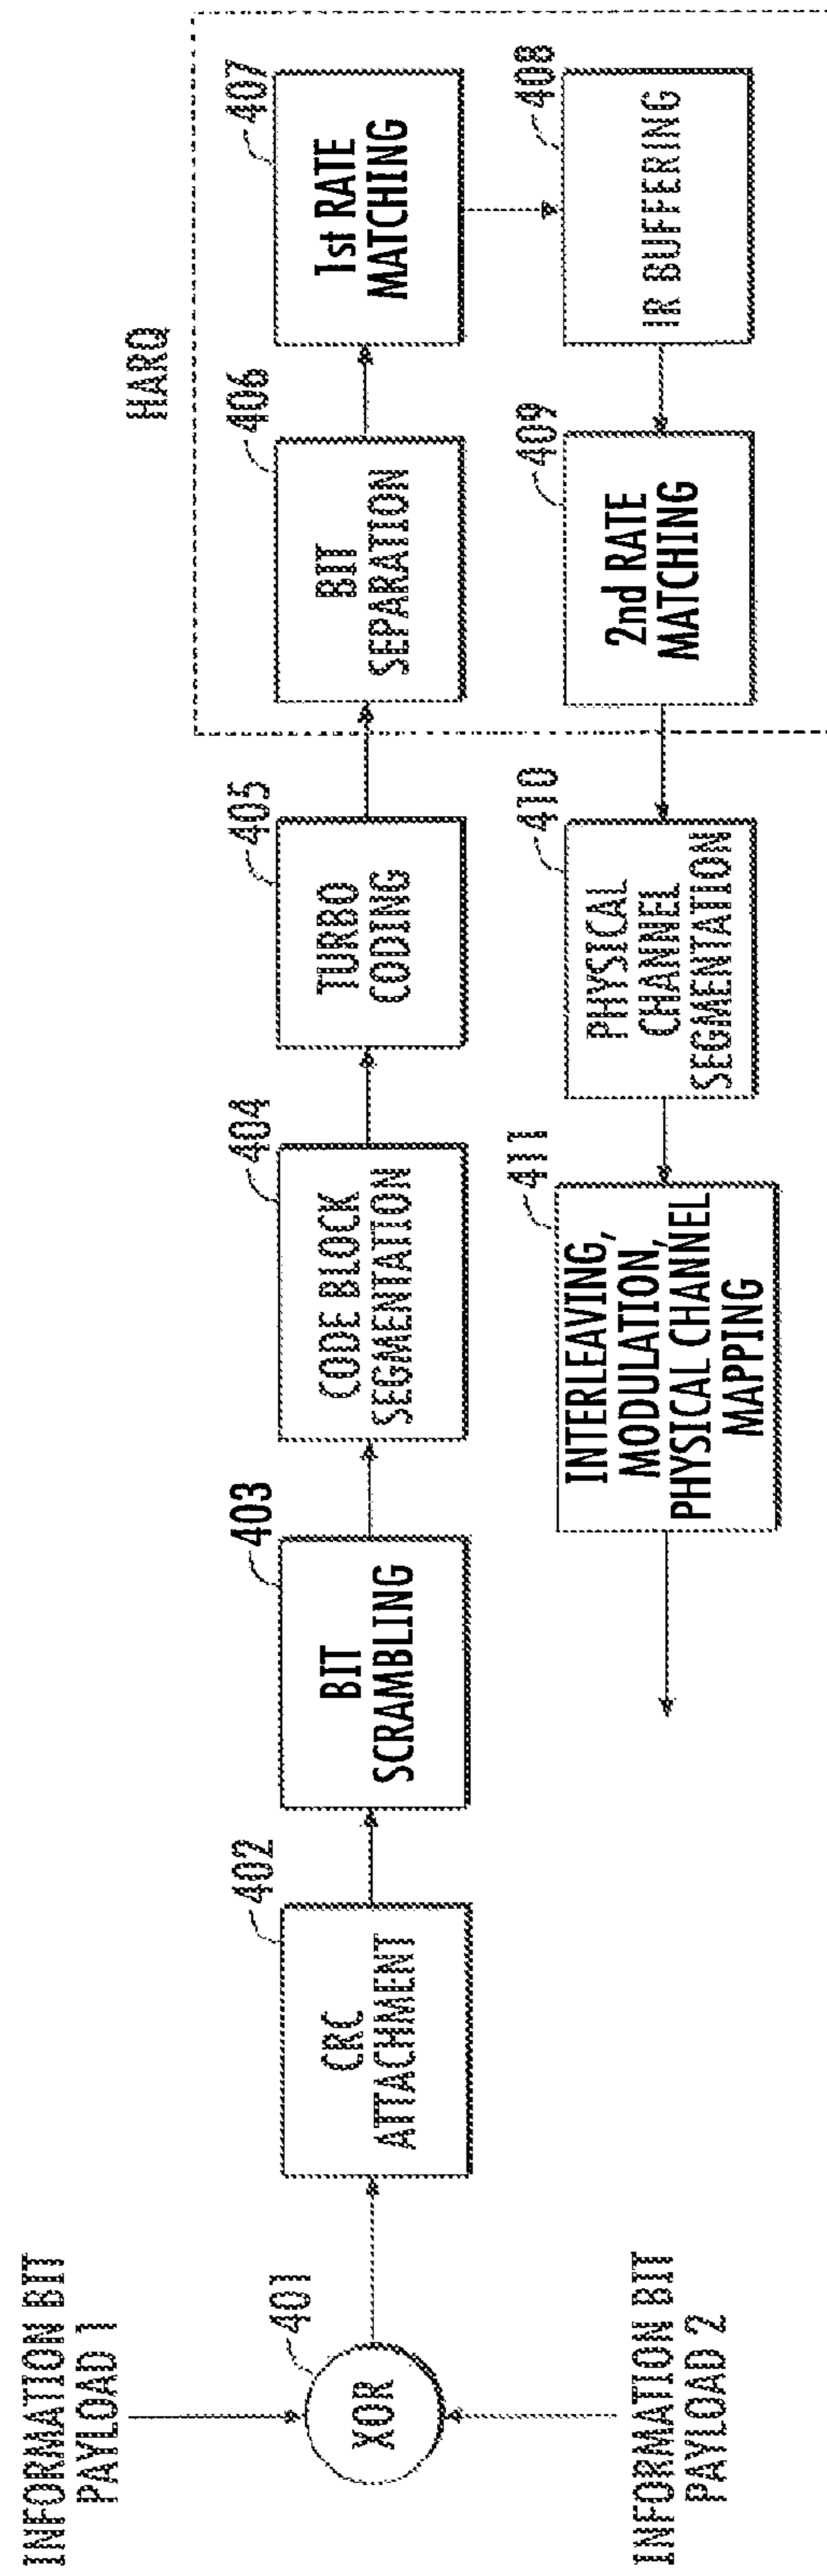 INFORMATION BIT
PAYLOAD 1
401
XOR
INFORMATION BIT
PAYLOAD 2
402
CRC
ATTACHMENT
403
BIT
SCRAMBLING
404
CODE BLOCK
SEGMENTATION
405
TURBO
CODING
HARQ
406
BIT
SEPARATION
407
1st RATE
MATCHING
408
IR BUFFERING
409
2nd RATE
MATCHING
410
PHYSICAL
CHANNEL
SEGMENTATION
411
INTERLEAVING,
MODULATION,
PHYSICAL CHANNEL
MAPPING